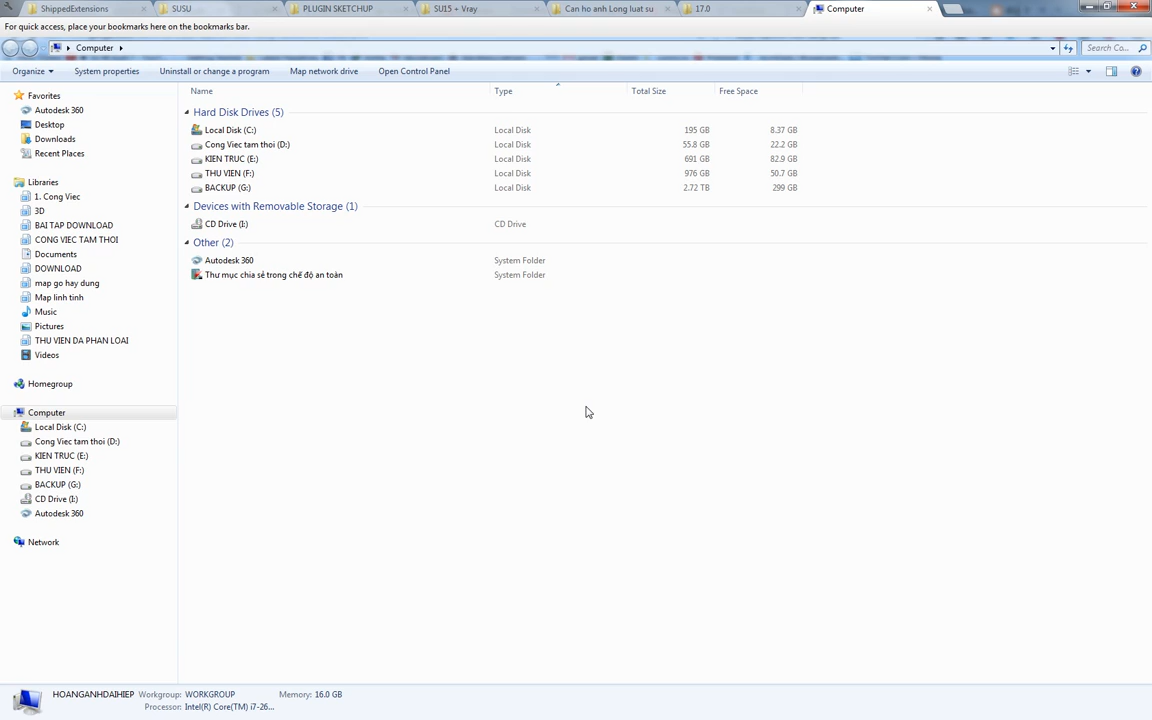 ShippedExtensions
SUSU
PLUGIN SKETCHUP
SU15 + Vray
Can ho anh Long luat su
17.0
Computer
For quick access, place your bookmarks here on the bookmarks bar.
Computer
Search Co...
Organize
System properties
Uninstall or change a program
Map network drive
Open Control Panel
Name
Type
Total Size
Free Space
Favorites
Autodesk 360
Desktop
Downloads
Recent Places
Libraries
1. Cong Viec
3D
BAI TAP DOWNLOAD
CONG VIEC TAM THOI
Documents
DOWNLOAD
map go hay dung
Map linh tinh
Music
Pictures
THU VIEN DA PHAN LOAI
Videos
Homegroup
Computer
Local Disk (C:)
Cong Viec tam thoi (D:)
KIEN TRUC (E:)
THU VIEN (F:)
BACKUP (G:)
CD Drive (I:)
Autodesk 360
Network
Hard Disk Drives (5)
Local Disk (C:) Local Disk 195 GB 8.37 GB
Cong Viec tam thoi (D:) Local Disk 55.8 GB 22.2 GB
KIEN TRUC (E:) Local Disk 691 GB 82.9 GB
THU VIEN (F:) Local Disk 976 GB 50.7 GB
BACKUP (G:) Local Disk 2.72 TB 299 GB
Devices with Removable Storage (1)
CD Drive (I:) CD Drive
Other (2)
Autodesk 360 System Folder
Thư mục chia sẻ trong chế độ an toàn System Folder
HOANGANHDAIHIEP Workgroup: WORKGROUP Memory: 16.0 GB
Processor: Intel(R) Core(TM) i7-26...